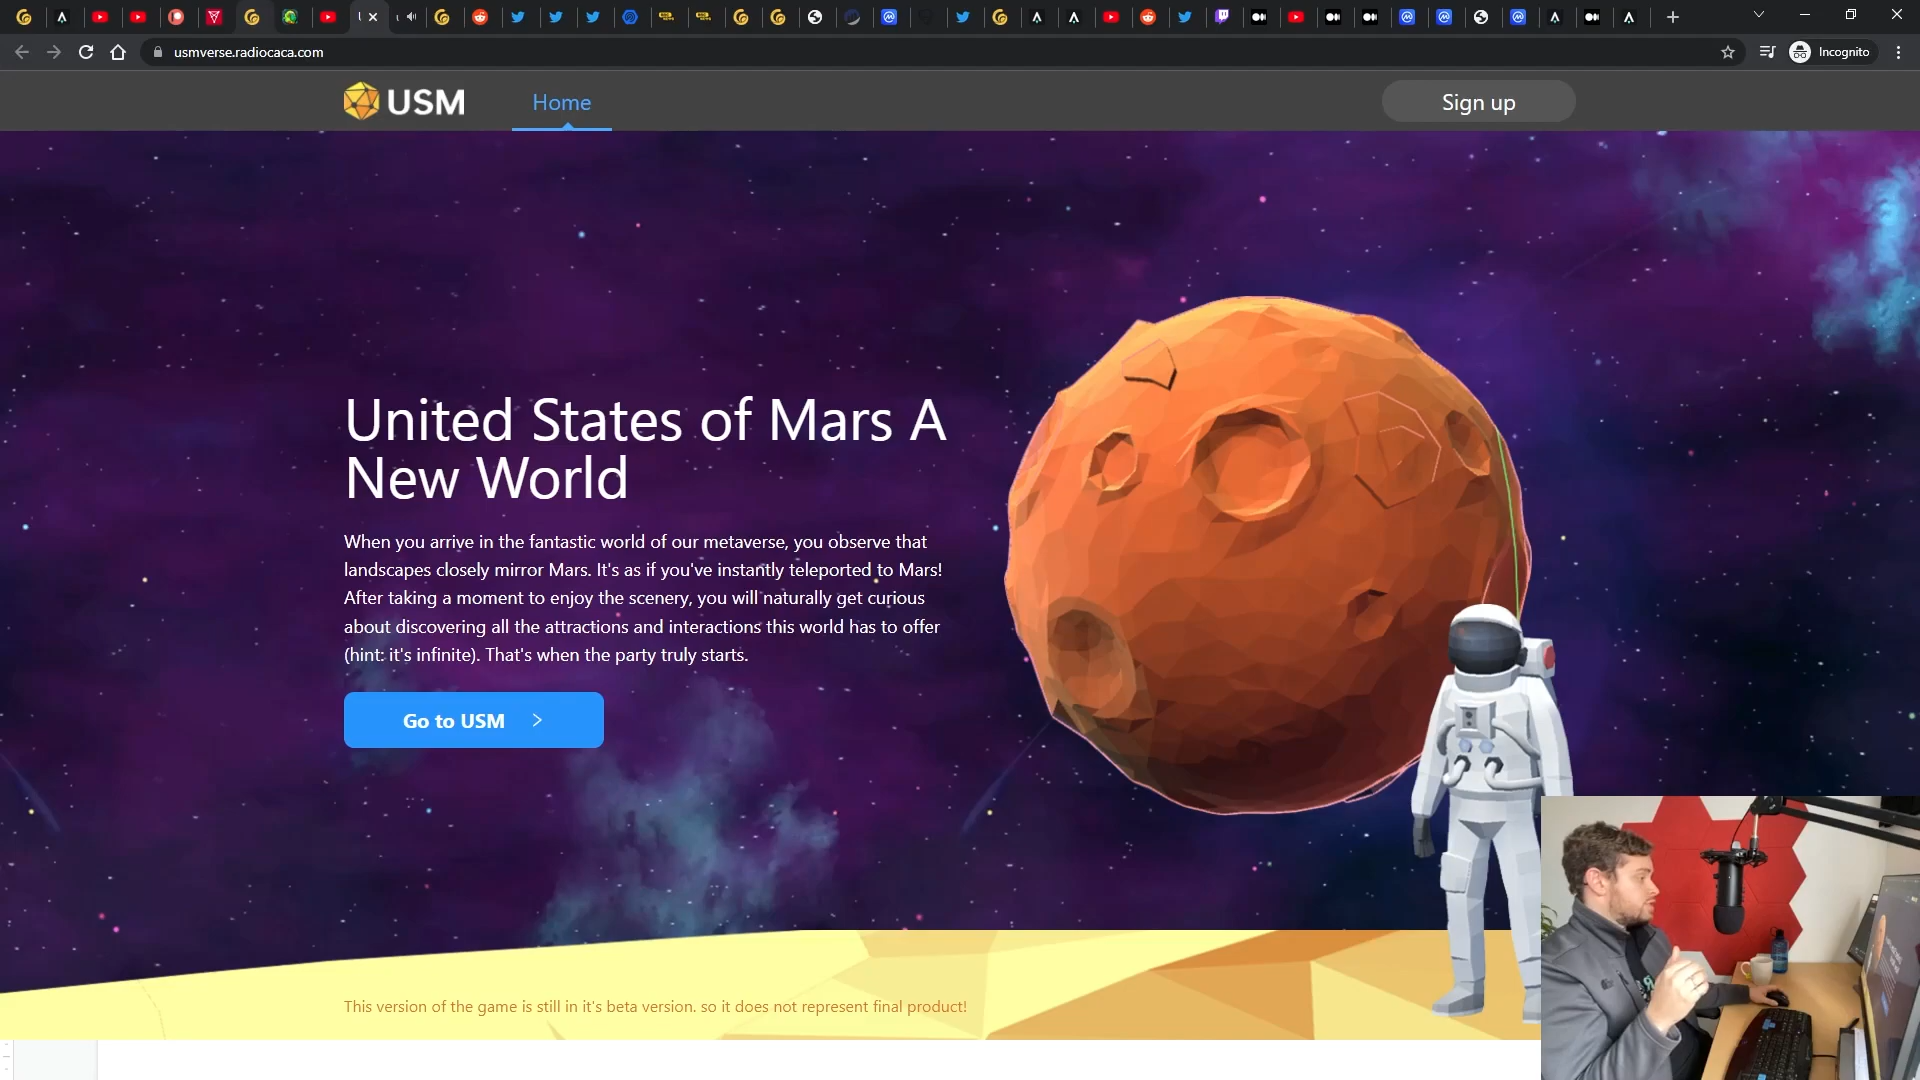 usmverse.radiocaca.com
Incognito
USM
Home
Sign up
United States of Mars A
New World
When you arrive in the fantastic world of our metaverse, you observe that
landscapes closely mirror Mars. It's as if you've instantly teleported to Mars!
After taking a moment to enjoy the scenery, you will naturally get curious
about discovering all the attractions and interactions this world has to offer
(hint: it's infinite). That's when the party truly starts.
Go to USM
This version of the game is still in it's beta version. so it does not represent final product!